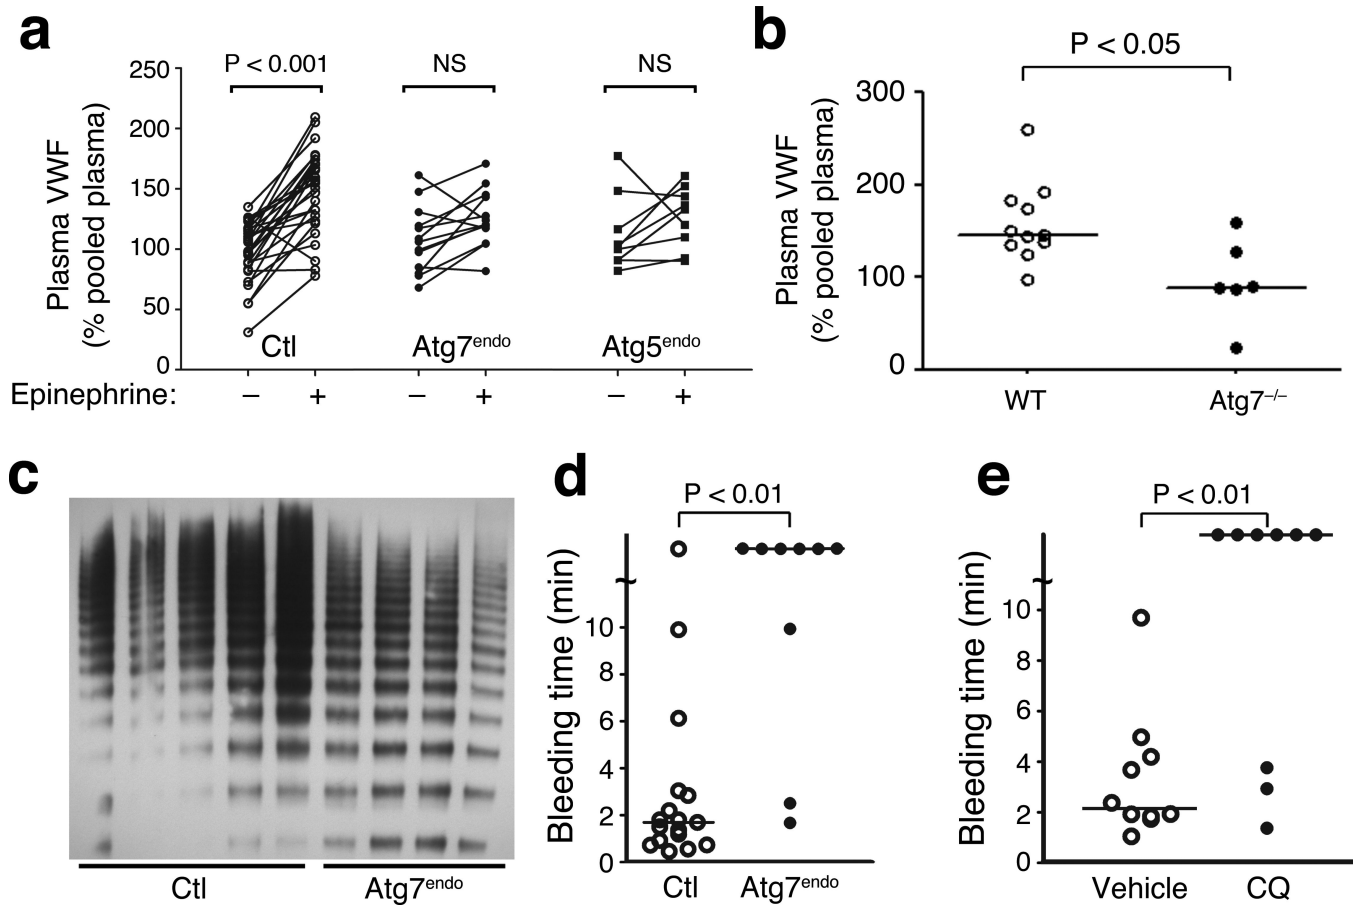 a
P < 0.001
NS
NS
Plasma VWF
(% pooled plasma)
250
200
150
100
50
0
Ctl
Atg7endo
Atg5endo
Epinephrine:
– + – + – +
b
P < 0.05
Plasma VWF
(% pooled plasma)
300
200
100
0
WT
Atg7–/–
c
Ctl
Atg7endo
d
P < 0.01
Bleeding time (min)
10
8
6
4
2
0
Ctl
Atg7endo
e
P < 0.01
Bleeding time (min)
10
8
6
4
2
0
Vehicle
CQ